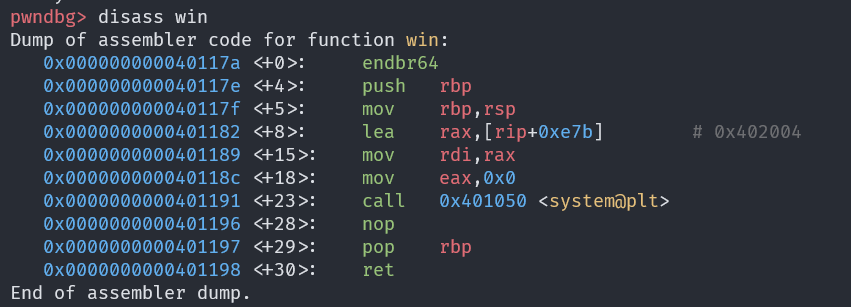 pwndbg> disass win
Dump of assembler code for function win:
   0x000000000040117a <+0>:     endbr64
   0x000000000040117e <+4>:     push   rbp
   0x000000000040117f <+5>:     mov    rbp,rsp
   0x0000000000401182 <+8>:     lea    rax,[rip+0xe7b]        # 0x402004
   0x0000000000401189 <+15>:    mov    rdi,rax
   0x000000000040118c <+18>:    mov    eax,0x0
   0x0000000000401191 <+23>:    call   0x401050 <system@plt>
   0x0000000000401196 <+28>:    nop
   0x0000000000401197 <+29>:    pop    rbp
   0x0000000000401198 <+30>:    ret
End of assembler dump.